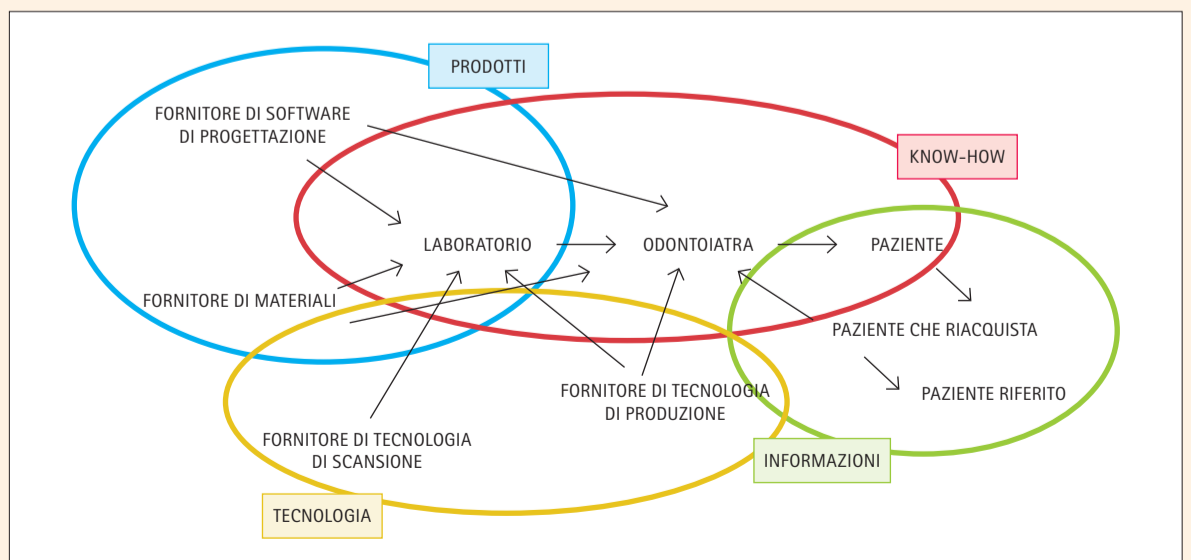 PRODOTTI
FORNITORE DI SOFTWARE
DI PROGETTAZIONE
KNOW-HOW
LABORATORIO
ODONTOIATRA
PAZIENTE
FORNITORE DI MATERIALI
PAZIENTE CHE RIACQUISTA
FORNITORE DI TECNOLOGIA
DI PRODUZIONE
PAZIENTE RIFERITO
FORNITORE DI TECNOLOGIA
DI SCANSIONE
INFORMAZIONI
TECNOLOGIA